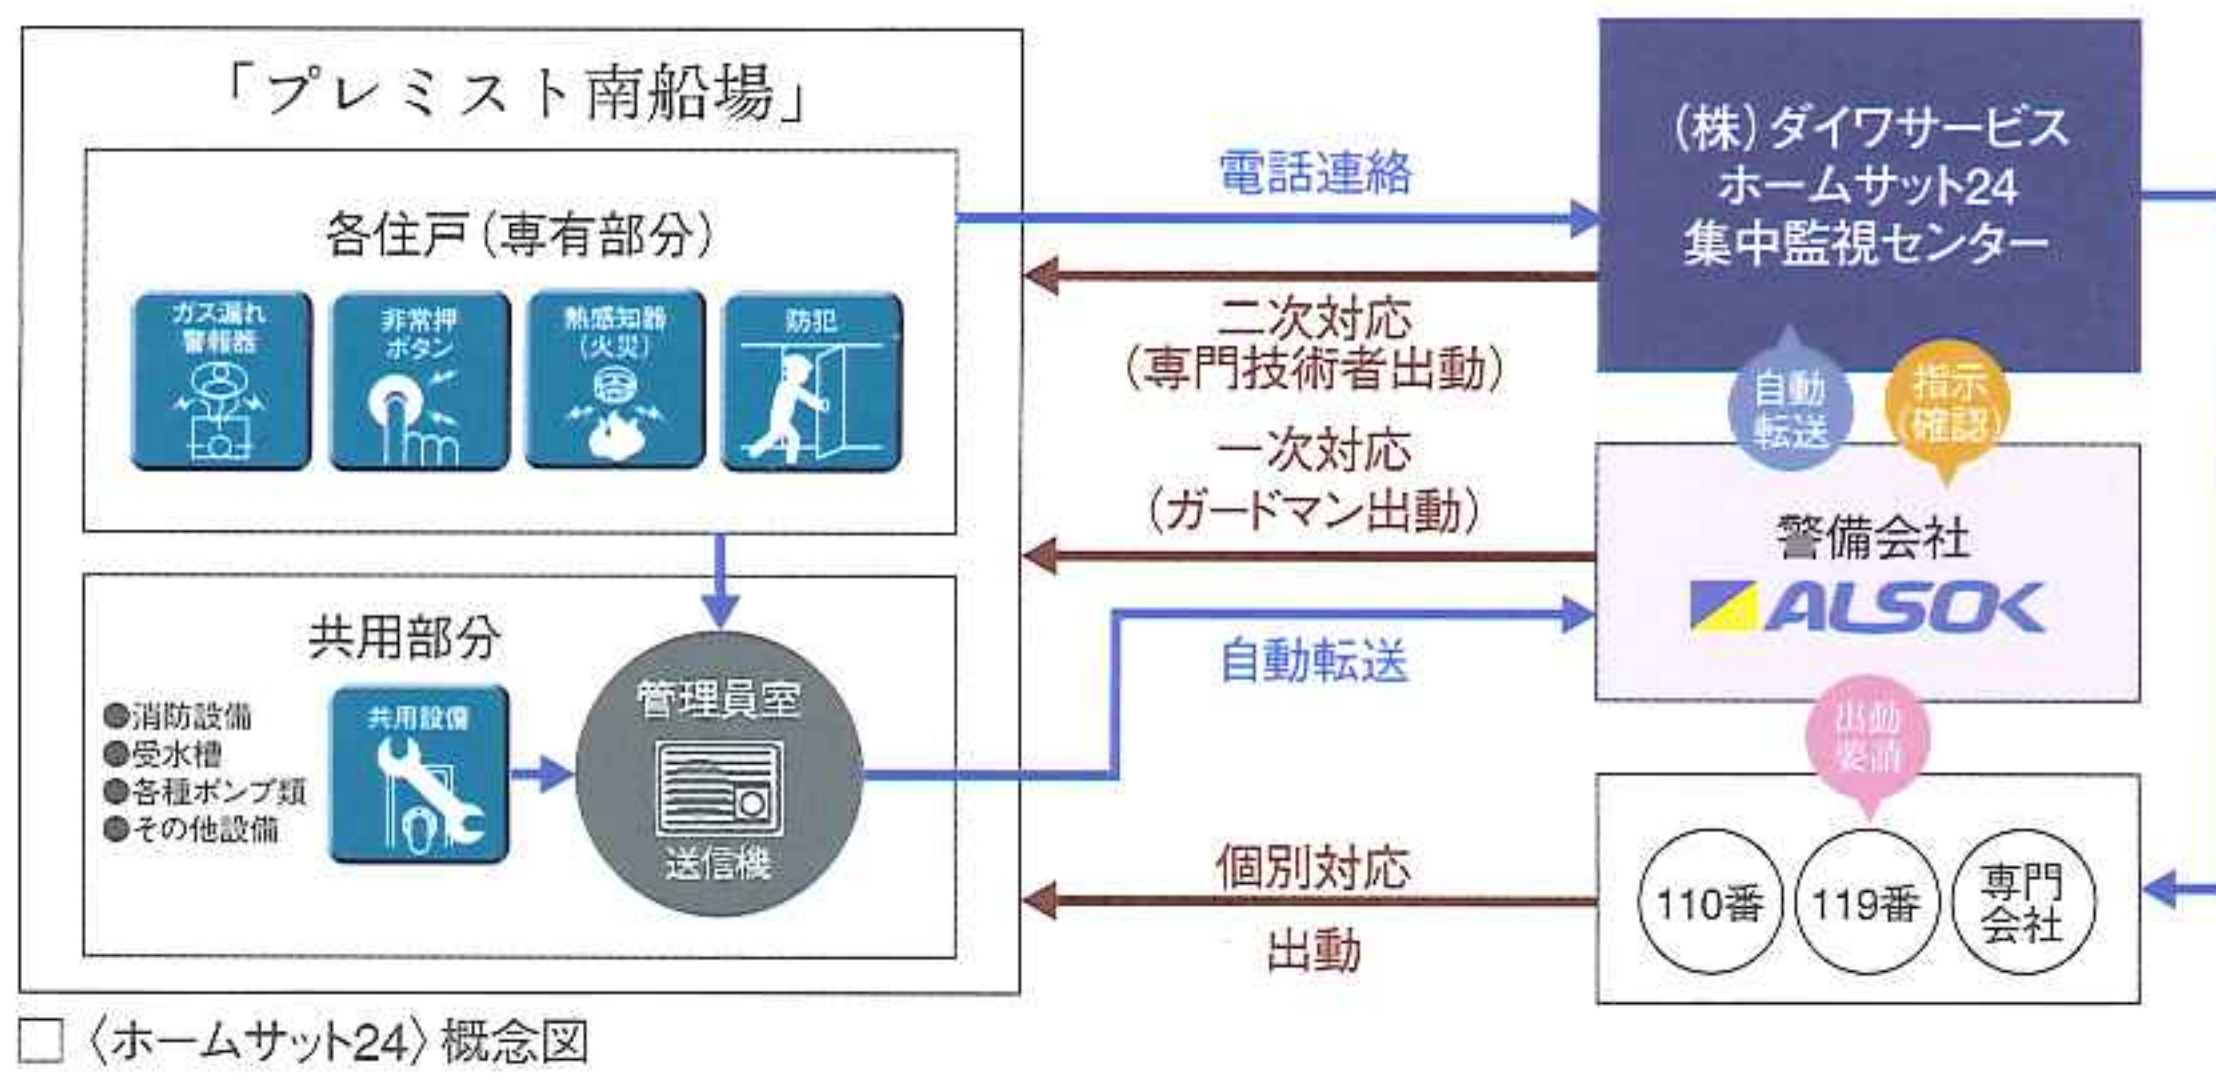 「プレミスト南船場」
各住戸（専有部分）
ガス漏れ
警報器
非常押
ボタン
熱感知器
（火災）
防犯
共用部分
●消防設備
●受水槽
●各種ポンプ類
●その他設備
共用設備
管理員室
送信機
電話連絡
二次対応
（専門技術者出動）
一次対応
（ガードマン出動）
自動転送
個別対応
出動
（株）ダイワサービス
ホームサット24
集中監視センター
自動
転送
指示
（確認）
警備会社
ALSOK
出動
要請
110番
119番
専門
会社
□〈ホームサット24〉概念図